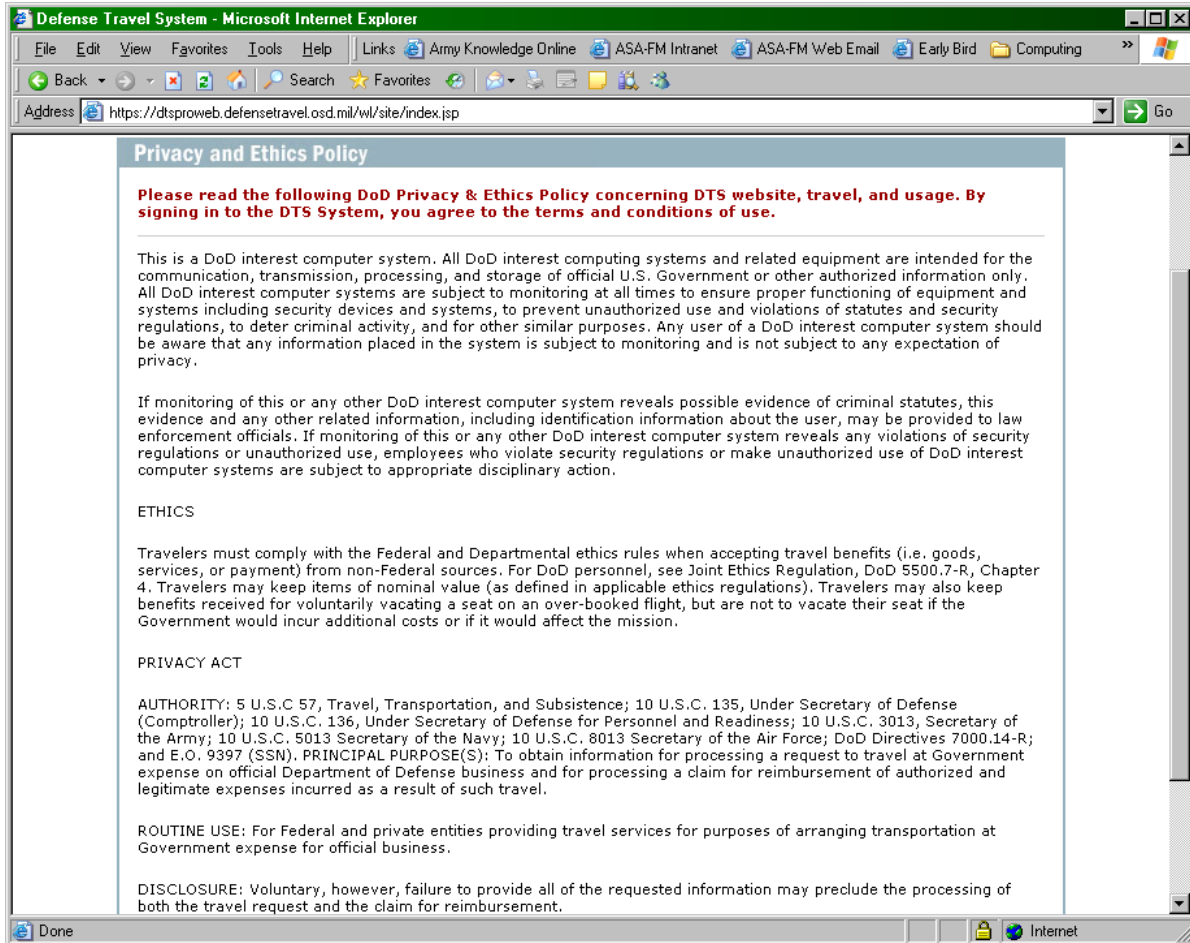 Defense Travel System - Microsoft Internet Explorer
File Edit View Favorites Tools Help Links Army Knowledge Online ASA-FM Intranet ASA-FM Web Email Early Bird Computing »
Back Search Favorites
Address https://dtsproweb.defensetravel.osd.mil/wl/site/index.jsp Go
Privacy and Ethics Policy
Please read the following DoD Privacy & Ethics Policy concerning DTS website, travel, and usage. By
signing in to the DTS System, you agree to the terms and conditions of use.
This is a DoD interest computer system. All DoD interest computing systems and related equipment are intended for the
communication, transmission, processing, and storage of official U.S. Government or other authorized information only.
All DoD interest computer systems are subject to monitoring at all times to ensure proper functioning of equipment and
systems including security devices and systems, to prevent unauthorized use and violations of statutes and security
regulations, to deter criminal activity, and for other similar purposes. Any user of a DoD interest computer system should
be aware that any information placed in the system is subject to monitoring and is not subject to any expectation of
privacy.
If monitoring of this or any other DoD interest computer system reveals possible evidence of criminal statutes, this
evidence and any other related information, including identification information about the user, may be provided to law
enforcement officials. If monitoring of this or any other DoD interest computer system reveals any violations of security
regulations or unauthorized use, employees who violate security regulations or make unauthorized use of DoD interest
computer systems are subject to appropriate disciplinary action.
ETHICS
Travelers must comply with the Federal and Departmental ethics rules when accepting travel benefits (i.e. goods,
services, or payment) from non-Federal sources. For DoD personnel, see Joint Ethics Regulation, DoD 5500.7-R, Chapter
4. Travelers may keep items of nominal value (as defined in applicable ethics regulations). Travelers may also keep
benefits received for voluntarily vacating a seat on an over-booked flight, but are not to vacate their seat if the
Government would incur additional costs or if it would affect the mission.
PRIVACY ACT
AUTHORITY: 5 U.S.C 57, Travel, Transportation, and Subsistence; 10 U.S.C. 135, Under Secretary of Defense
(Comptroller); 10 U.S.C. 136, Under Secretary of Defense for Personnel and Readiness; 10 U.S.C. 3013, Secretary of
the Army; 10 U.S.C. 5013 Secretary of the Navy; 10 U.S.C. 8013 Secretary of the Air Force; DoD Directives 7000.14-R;
and E.O. 9397 (SSN). PRINCIPAL PURPOSE(S): To obtain information for processing a request to travel at Government
expense on official Department of Defense business and for processing a claim for reimbursement of authorized and
legitimate expenses incurred as a result of such travel.
ROUTINE USE: For Federal and private entities providing travel services for purposes of arranging transportation at
Government expense for official business.
DISCLOSURE: Voluntary, however, failure to provide all of the requested information may preclude the processing of
both the travel request and the claim for reimbursement.
Done Internet